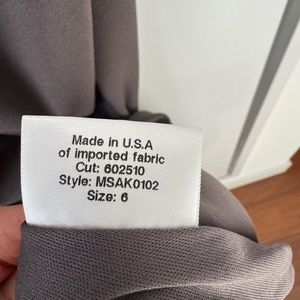 Made in U.S.A
of imported fabric
Cut: 602510
Style: MSAK0102
Size: 6